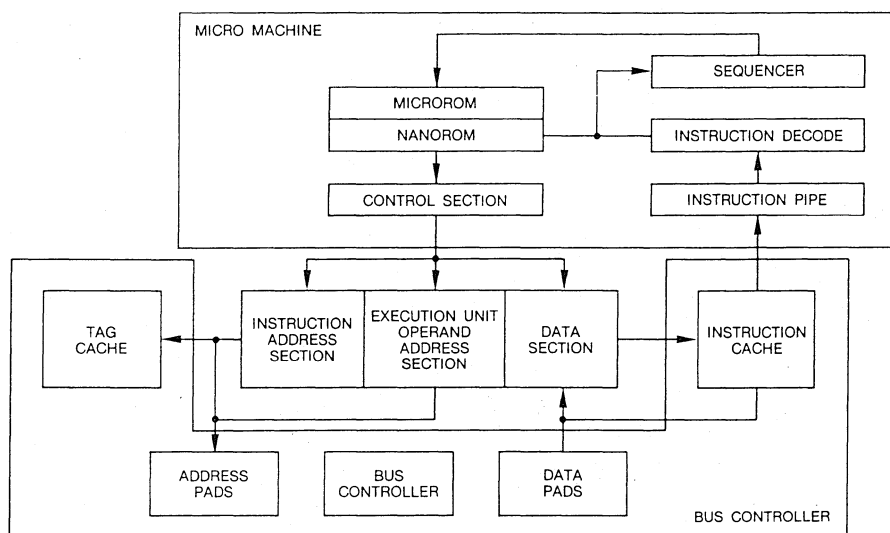 MICRO MACHINE
SEQUENCER
MICROROM
NANOROM
INSTRUCTION DECODE
CONTROL SECTION
INSTRUCTION PIPE
TAG
CACHE
INSTRUCTION
ADDRESS
SECTION
EXECUTION UNIT
OPERAND
ADDRESS
SECTION
DATA
SECTION
INSTRUCTION
CACHE
ADDRESS
PADS
BUS
CONTROLLER
DATA
PADS
BUS CONTROLLER